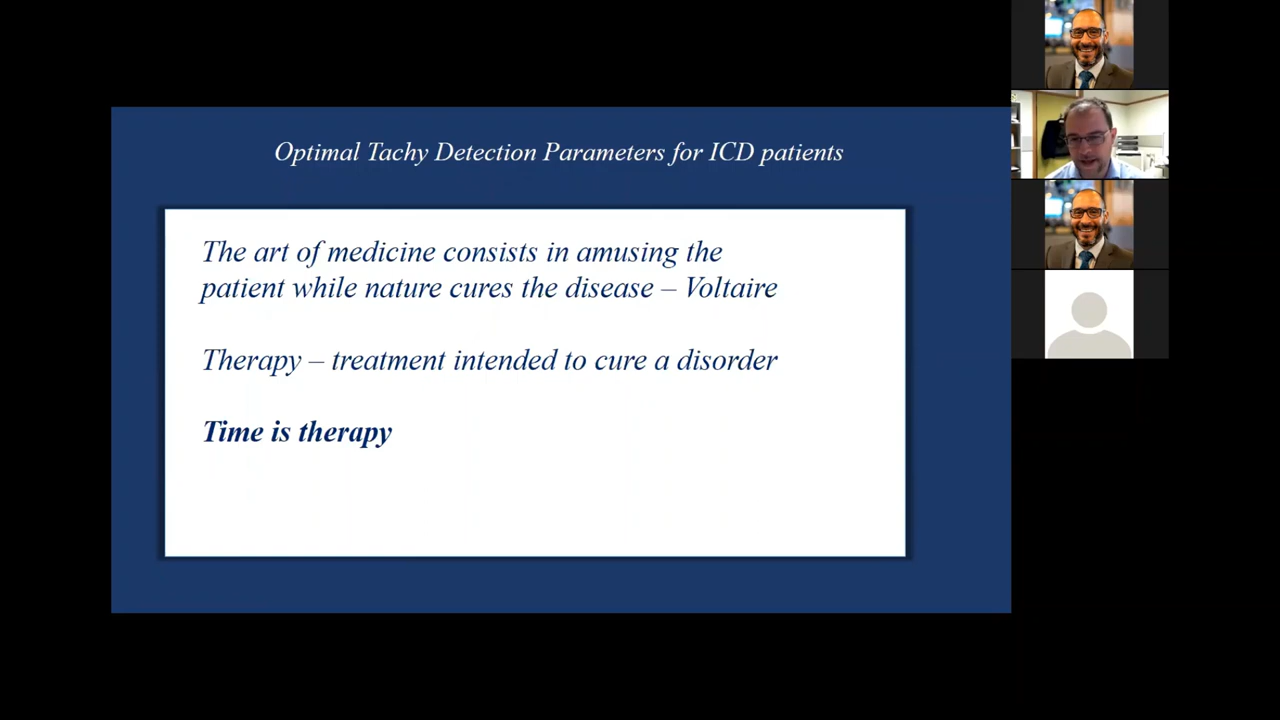 Optimal Tachy Detection Parameters for ICD patients
The art of medicine consists in amusing the
patient while nature cures the disease – Voltaire
Therapy – treatment intended to cure a disorder
Time is therapy